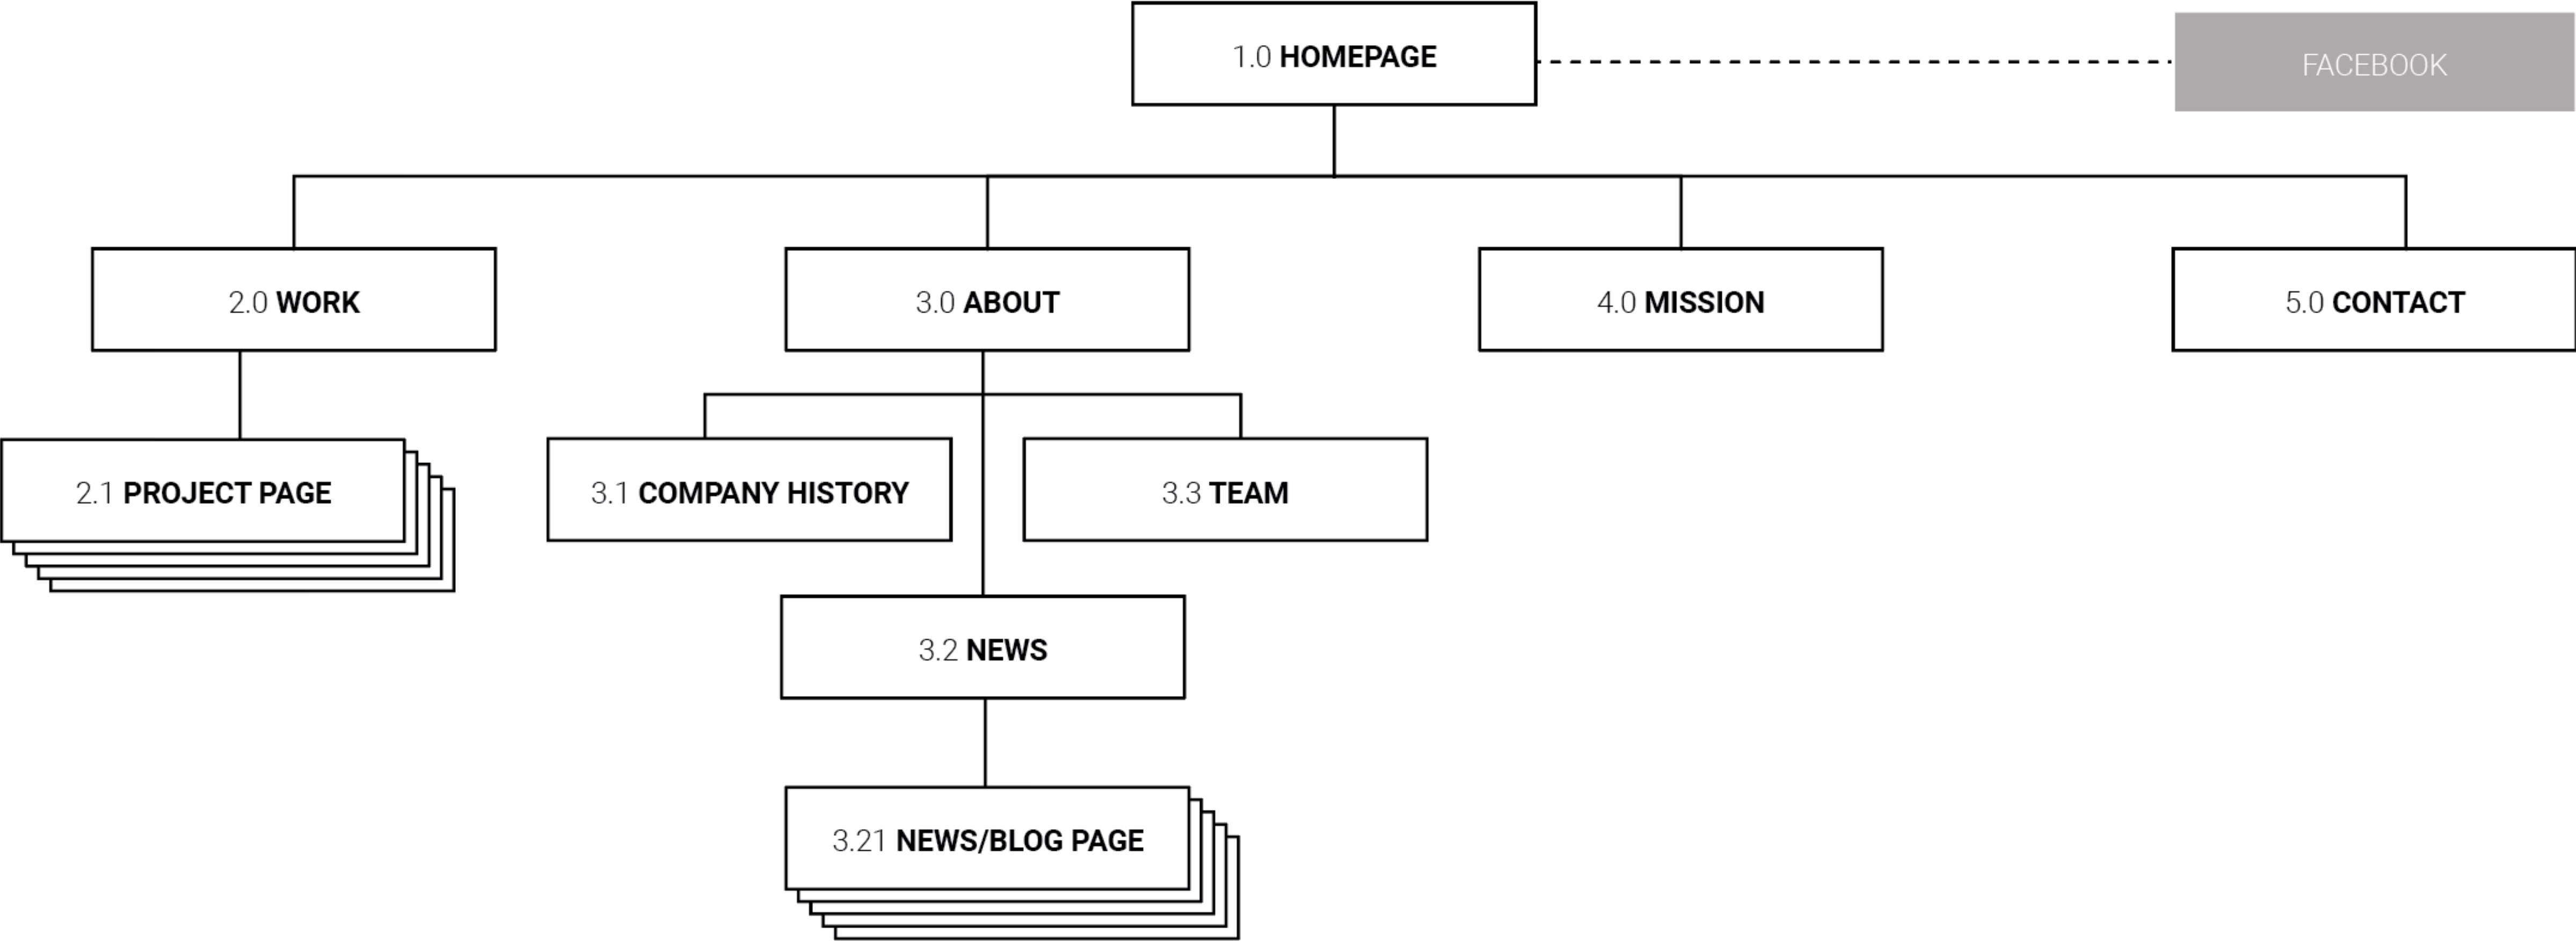 1.0 HOMEPAGE
FACEBOOK
2.0 WORK
3.0 ABOUT
4.0 MISSION
5.0 CONTACT
2.1 PROJECT PAGE
3.1 COMPANY HISTORY
3.3 TEAM
3.2 NEWS
3.21 NEWS/BLOG PAGE